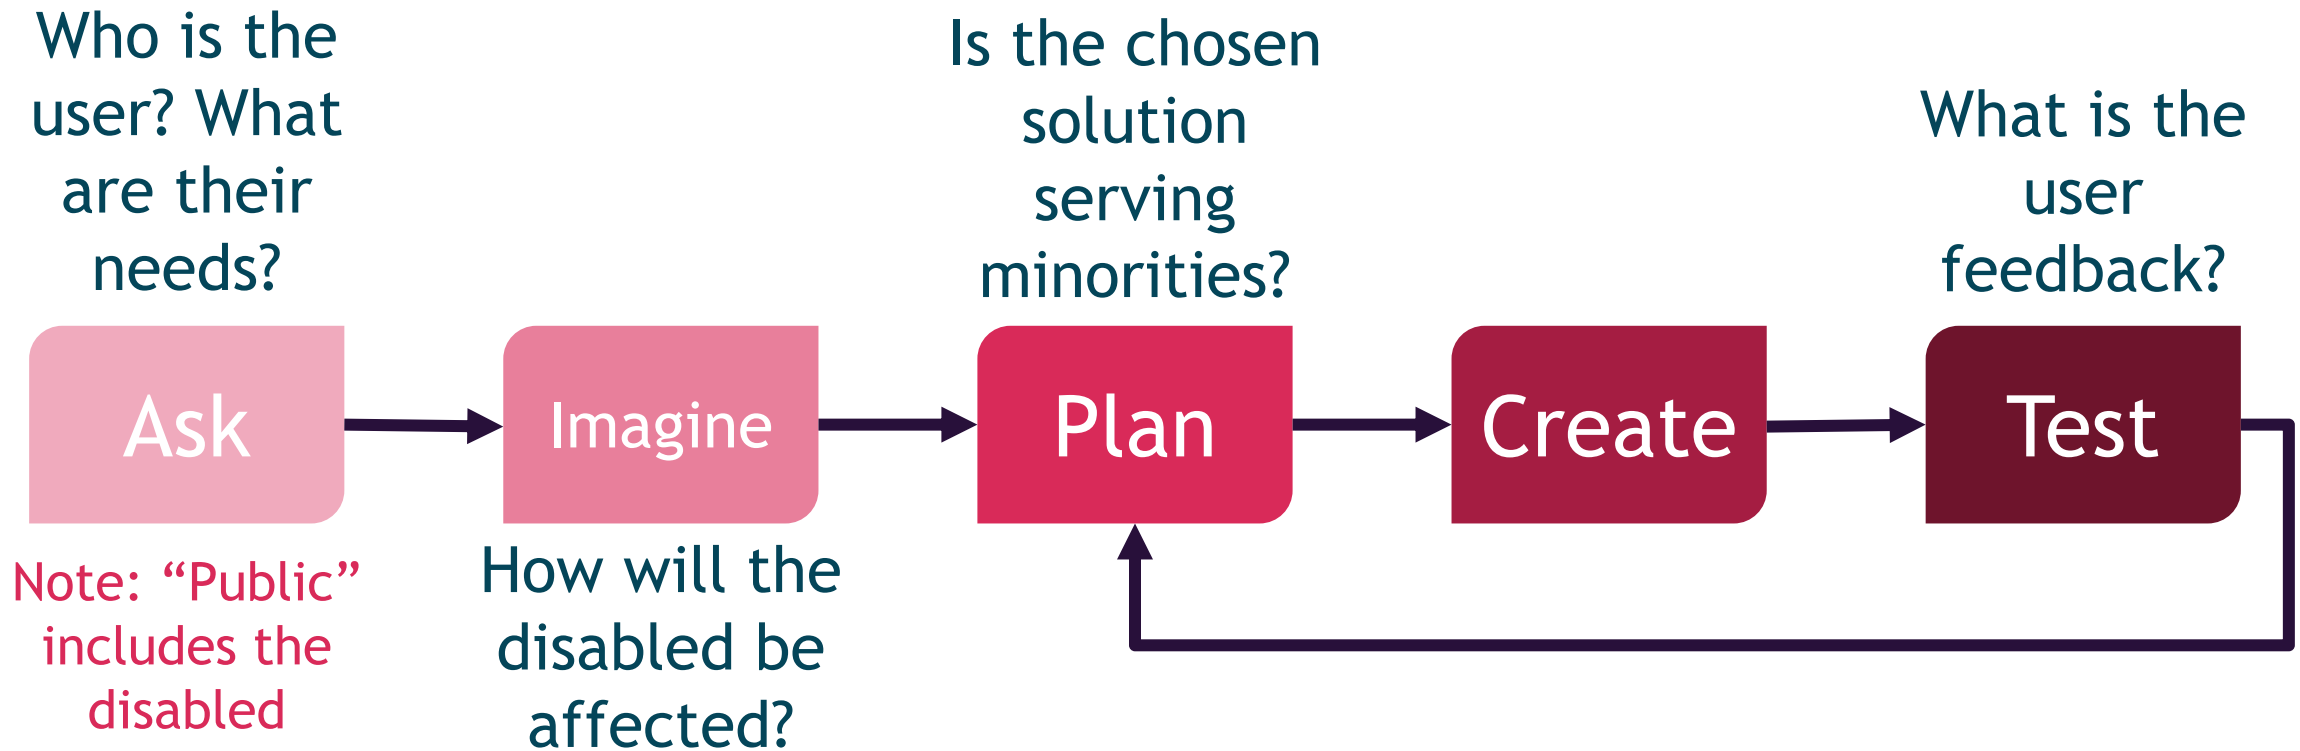 Who is the
user? What
are their
needs?
Is the chosen
solution
serving
minorities?
What is the
user
feedback?
Ask
Imagine
Plan
Create
Test
Note: “Public”
includes the
disabled
How will the
disabled be
affected?